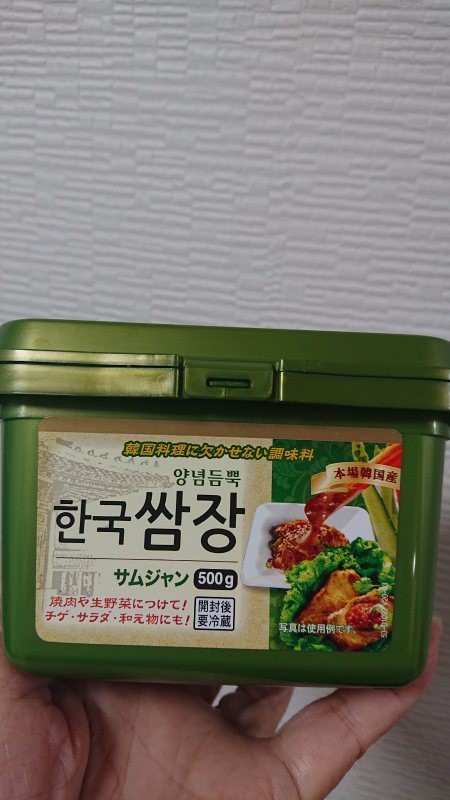 韓国料理に欠かせない調味料
本場韓国産
양념듬뿍
한국쌈장
サムジャン 500g
焼肉や生野菜につけて!
チゲ・サラダ・和え物にも!
開封後
要冷蔵
写真は使用例です。